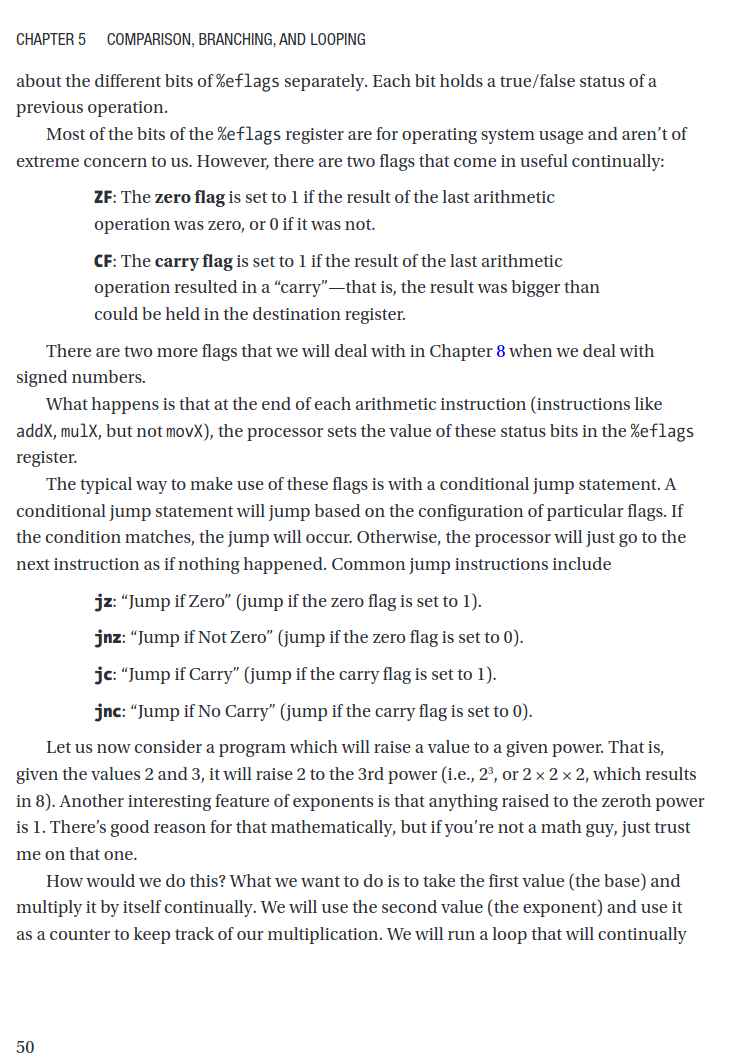 CHAPTER 5 COMPARISON, BRANCHING, AND LOOPING
about the different bits of %eflags separately. Each bit holds a true/false status of a
previous operation.
Most of the bits of the %eflags register are for operating system usage and aren't of
extreme concern to us. However, there are two flags that come in useful continually:
ZF: The zero flag is set to 1 if the result of the last arithmetic
operation was zero, or 0 if it was not.
CF: The carry flag is set to 1 if the result of the last arithmetic
operation resulted in a “carry”—that is, the result was bigger than
could be held in the destination register.
There are two more flags that we will deal with in Chapter 8 when we deal with
signed numbers.
What happens is that at the end of each arithmetic instruction (instructions like
addX, mulX, but not movX), the processor sets the value of these status bits in the %eflags
register.
The typical way to make use of these flags is with a conditional jump statement. A
conditional jump statement will jump based on the configuration of particular flags. If
the condition matches, the jump will occur. Otherwise, the processor will just go to the
next instruction as if nothing happened. Common jump instructions include
jz: “Jump if Zero” (jump if the zero flag is set to 1).
jnz: “Jump if Not Zero” (jump if the zero flag is set to 0).
jc: “Jump if Carry” (jump if the carry flag is set to 1).
jnc: “Jump if No Carry” (jump if the carry flag is set to 0).
Let us now consider a program which will raise a value to a given power. That is,
given the values 2 and 3, it will raise 2 to the 3rd power (i.e., 2³, or 2 × 2 × 2, which results
in 8). Another interesting feature of exponents is that anything raised to the zeroth power
is 1. There's good reason for that mathematically, but if you're not a math guy, just trust
me on that one.
How would we do this? What we want to do is to take the first value (the base) and
multiply it by itself continually. We will use the second value (the exponent) and use it
as a counter to keep track of our multiplication. We will run a loop that will continually
50